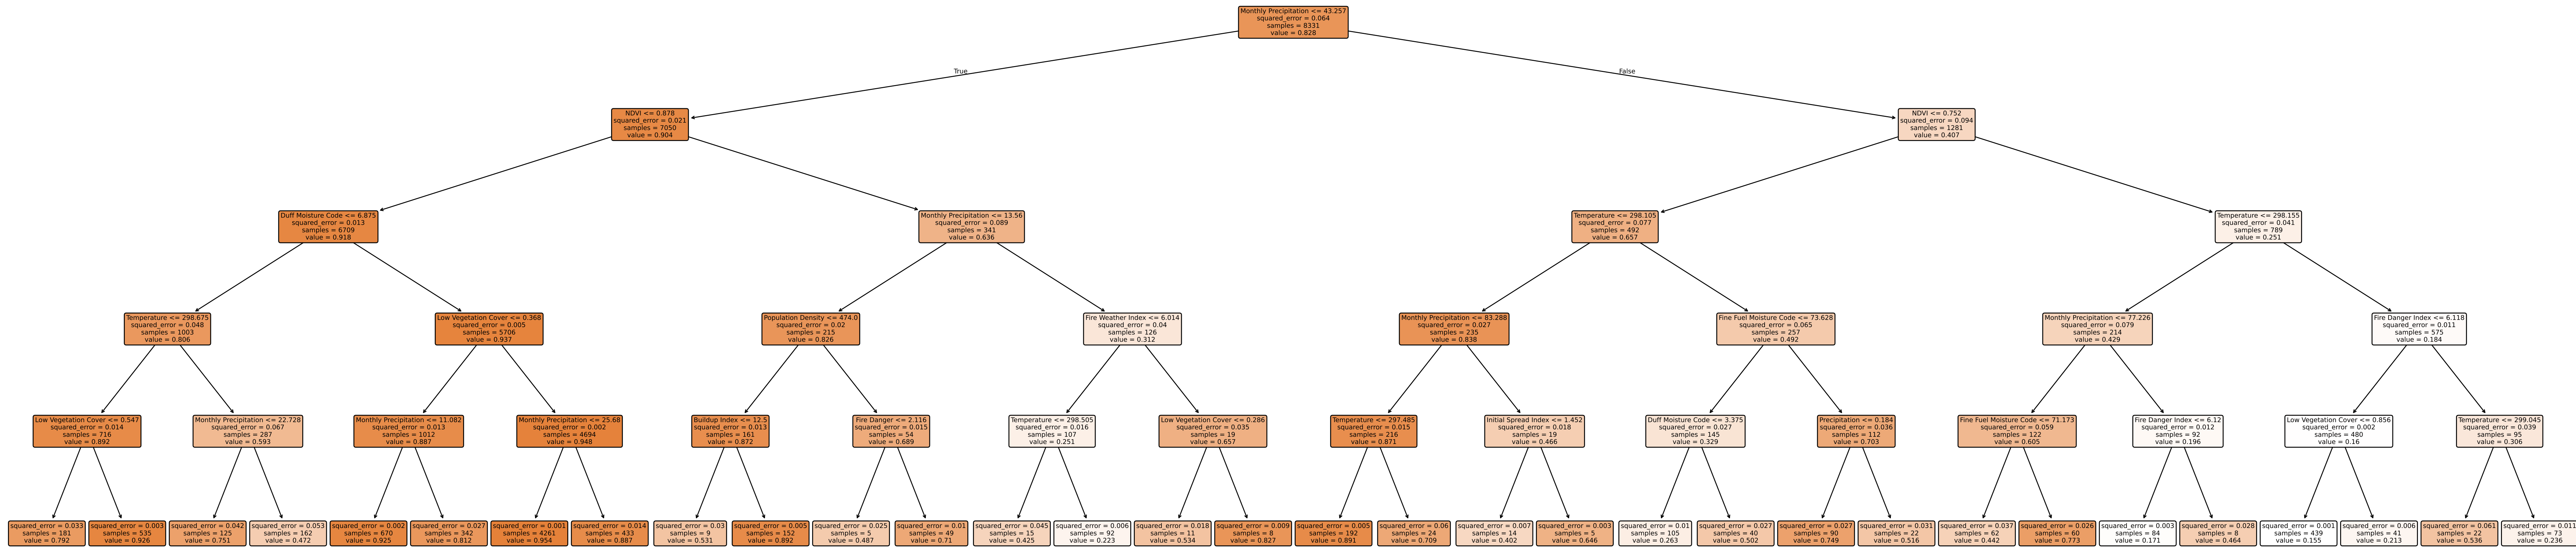 Monthly Precipitation <= 43.257
squared_error = 0.064
samples = 8331
value = 0.828
True
False
NDVI <= 0.878
squared_error = 0.021
samples = 7050
value = 0.904
NDVI <= 0.752
squared_error = 0.094
samples = 1281
value = 0.407
Duff Moisture Code <= 6.875
squared_error = 0.013
samples = 6709
value = 0.918
Monthly Precipitation <= 13.56
squared_error = 0.089
samples = 341
value = 0.636
Temperature <= 298.105
squared_error = 0.077
samples = 492
value = 0.657
Temperature <= 298.155
squared_error = 0.041
samples = 789
value = 0.251
Temperature <= 298.675
squared_error = 0.048
samples = 1003
value = 0.806
Low Vegetation Cover <= 0.368
squared_error = 0.005
samples = 5706
value = 0.937
Population Density <= 474.0
squared_error = 0.02
samples = 215
value = 0.826
Fire Weather Index <= 6.014
squared_error = 0.04
samples = 126
value = 0.312
Monthly Precipitation <= 83.288
squared_error = 0.027
samples = 235
value = 0.838
Fine Fuel Moisture Code <= 73.628
squared_error = 0.065
samples = 257
value = 0.492
Monthly Precipitation <= 77.226
squared_error = 0.079
samples = 214
value = 0.429
Fire Danger Index <= 6.118
squared_error = 0.011
samples = 575
value = 0.184
Low Vegetation Cover <= 0.547
squared_error = 0.014
samples = 716
value = 0.892
Monthly Precipitation <= 22.728
squared_error = 0.067
samples = 287
value = 0.593
Monthly Precipitation <= 11.082
squared_error = 0.013
samples = 1012
value = 0.887
Monthly Precipitation <= 25.68
squared_error = 0.002
samples = 4694
value = 0.948
Buildup Index <= 12.5
squared_error = 0.013
samples = 161
value = 0.872
Fire Danger <= 2.116
squared_error = 0.015
samples = 54
value = 0.689
Temperature <= 298.505
squared_error = 0.016
samples = 107
value = 0.251
Low Vegetation Cover <= 0.286
squared_error = 0.035
samples = 19
value = 0.657
Temperature <= 297.485
squared_error = 0.015
samples = 216
value = 0.871
Initial Spread Index <= 1.452
squared_error = 0.018
samples = 19
value = 0.466
Duff Moisture Code <= 3.375
squared_error = 0.027
samples = 145
value = 0.329
Precipitation <= 0.184
squared_error = 0.036
samples = 112
value = 0.703
Fine Fuel Moisture Code <= 71.173
squared_error = 0.059
samples = 122
value = 0.605
Fire Danger Index <= 6.12
squared_error = 0.012
samples = 92
value = 0.196
Low Vegetation Cover <= 0.856
squared_error = 0.002
samples = 480
value = 0.16
Temperature <= 299.045
squared_error = 0.039
samples = 95
value = 0.306
squared_error = 0.033
samples = 181
value = 0.792
squared_error = 0.003
samples = 535
value = 0.926
squared_error = 0.042
samples = 125
value = 0.751
squared_error = 0.053
samples = 162
value = 0.472
squared_error = 0.002
samples = 670
value = 0.925
squared_error = 0.027
samples = 342
value = 0.812
squared_error = 0.001
samples = 4261
value = 0.954
squared_error = 0.014
samples = 433
value = 0.887
squared_error = 0.03
samples = 9
value = 0.531
squared_error = 0.005
samples = 152
value = 0.892
squared_error = 0.025
samples = 5
value = 0.487
squared_error = 0.01
samples = 49
value = 0.71
squared_error = 0.045
samples = 15
value = 0.425
squared_error = 0.006
samples = 92
value = 0.223
squared_error = 0.018
samples = 11
value = 0.534
squared_error = 0.009
samples = 8
value = 0.827
squared_error = 0.005
samples = 192
value = 0.891
squared_error = 0.06
samples = 24
value = 0.709
squared_error = 0.007
samples = 14
value = 0.402
squared_error = 0.003
samples = 5
value = 0.646
squared_error = 0.01
samples = 105
value = 0.263
squared_error = 0.027
samples = 40
value = 0.502
squared_error = 0.027
samples = 90
value = 0.749
squared_error = 0.031
samples = 22
value = 0.516
squared_error = 0.037
samples = 62
value = 0.442
squared_error = 0.026
samples = 60
value = 0.773
squared_error = 0.003
samples = 84
value = 0.171
squared_error = 0.028
samples = 8
value = 0.464
squared_error = 0.001
samples = 439
value = 0.155
squared_error = 0.006
samples = 41
value = 0.213
squared_error = 0.061
samples = 22
value = 0.536
squared_error = 0.011
samples = 73
value = 0.236